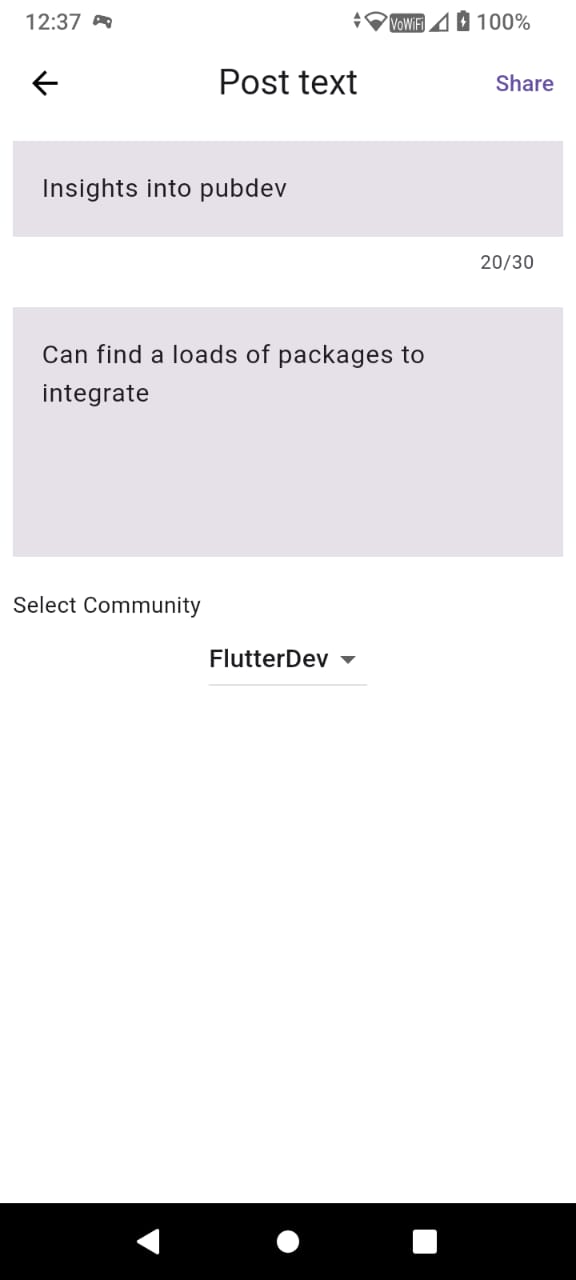 12:37 VoWiFi 100%
Post text Share
Insights into pubdev
20/30
Can find a loads of packages to
integrate
Select Community
FlutterDev